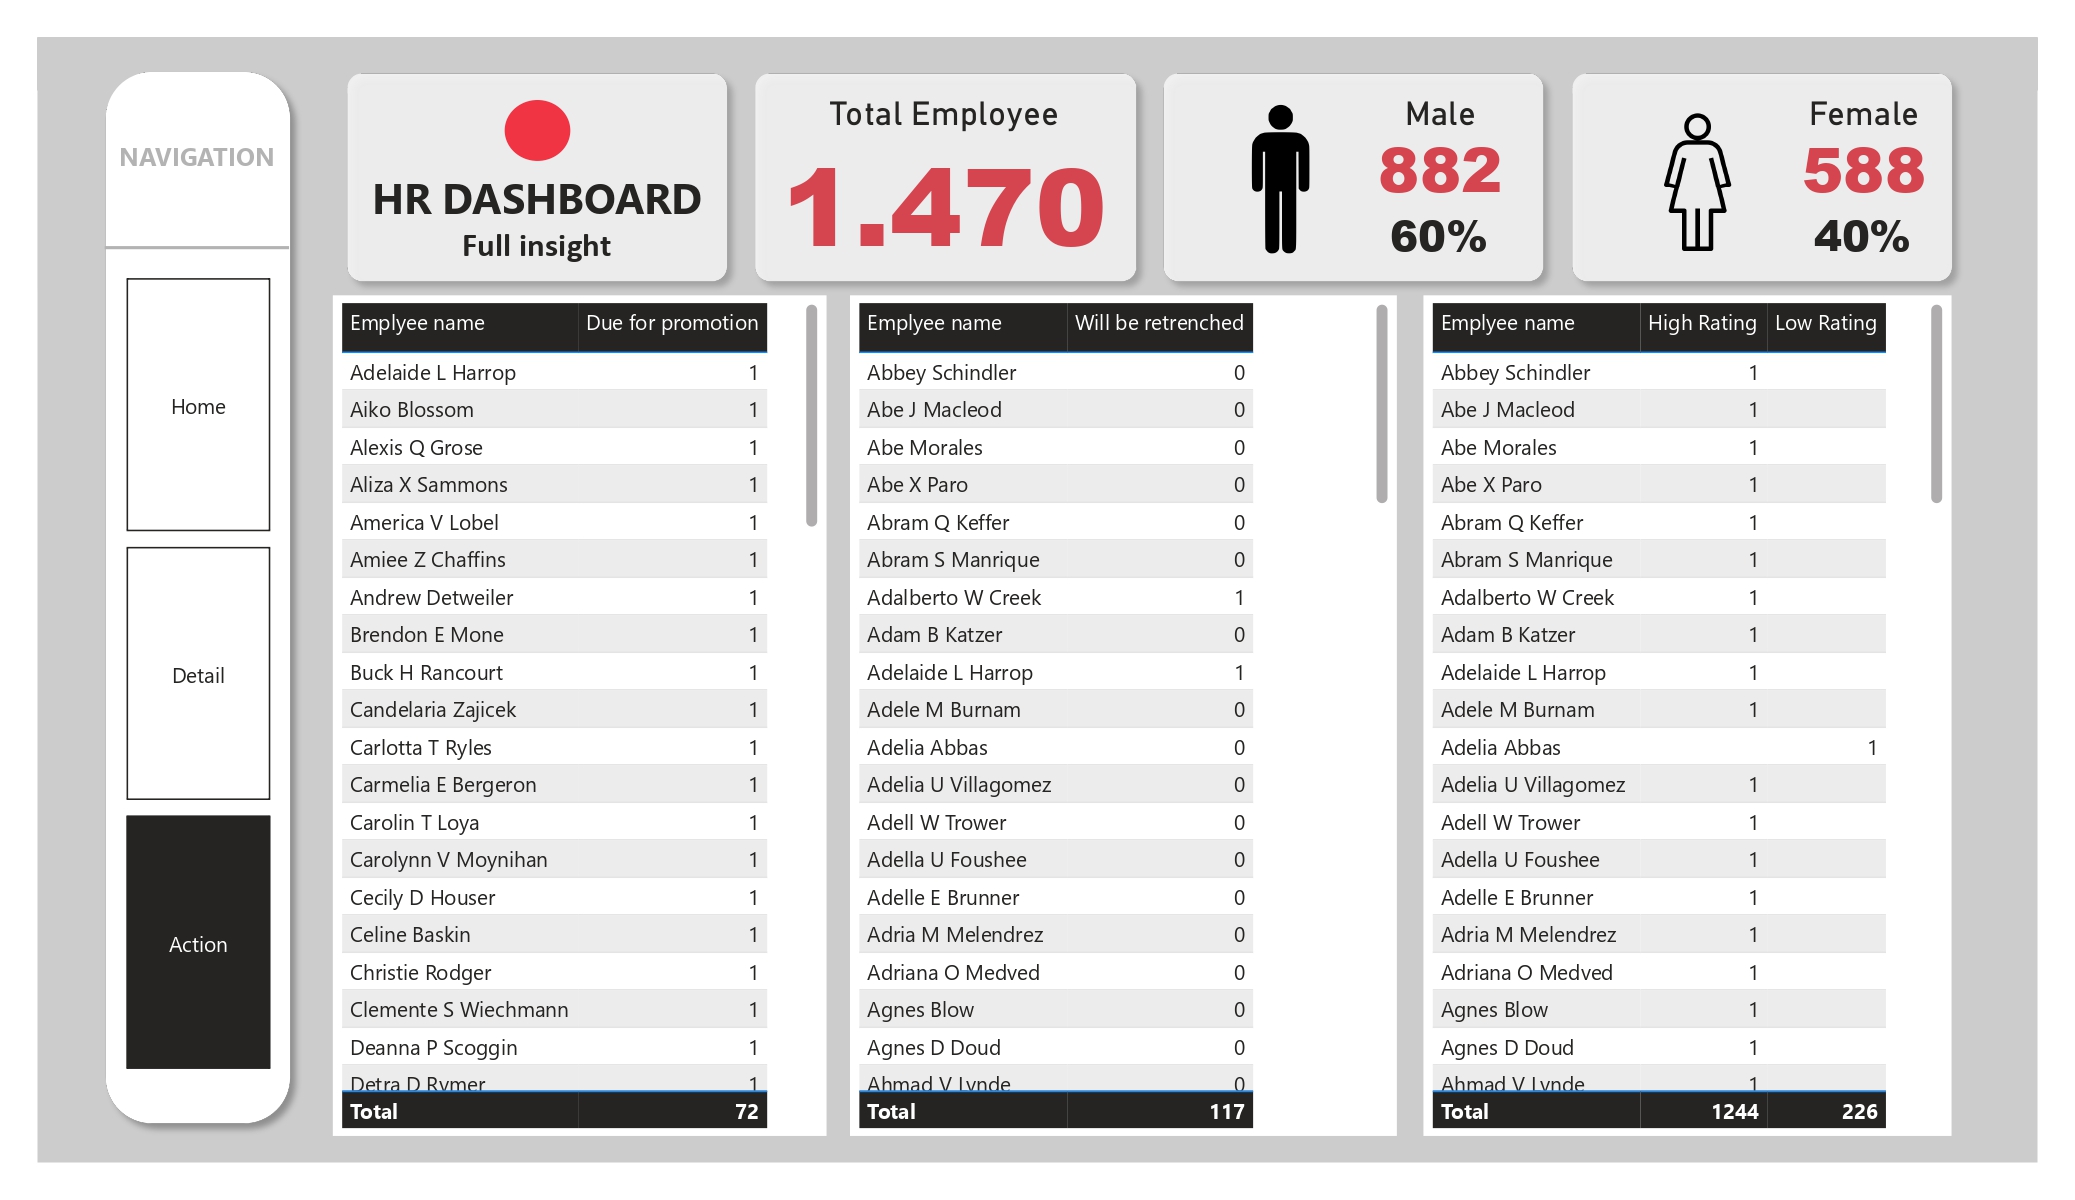 NAVIGATION
Home
Detail
Action
HR DASHBOARD
Full insight
Total Employee
1.470
Male
882
60%
Female
588
40%
Emplyee name Due for promotion
Adelaide L Harrop 1
Aiko Blossom 1
Alexis Q Grose 1
Aliza X Sammons 1
America V Lobel 1
Amiee Z Chaffins 1
Andrew Detweiler 1
Brendon E Mone 1
Buck H Rancourt 1
Candelaria Zajicek 1
Carlotta T Ryles 1
Carmelia E Bergeron 1
Carolin T Loya 1
Carolynn V Moynihan 1
Cecily D Houser 1
Celine Baskin 1
Christie Rodger 1
Clemente S Wiechmann 1
Deanna P Scoggin 1
Detra D Rymer 1
Total 72
Emplyee name Will be retrenched
Abbey Schindler 0
Abe J Macleod 0
Abe Morales 0
Abe X Paro 0
Abram Q Keffer 0
Abram S Manrique 0
Adalberto W Creek 1
Adam B Katzer 0
Adelaide L Harrop 1
Adele M Burnam 0
Adelia Abbas 0
Adelia U Villagomez 0
Adell W Trower 0
Adella U Foushee 0
Adelle E Brunner 0
Adria M Melendrez 0
Adriana O Medved 0
Agnes Blow 0
Agnes D Doud 0
Ahmad V Lynde 0
Total 117
Emplyee name High Rating Low Rating
Abbey Schindler 1
Abe J Macleod 1
Abe Morales 1
Abe X Paro 1
Abram Q Keffer 1
Abram S Manrique 1
Adalberto W Creek 1
Adam B Katzer 1
Adelaide L Harrop 1
Adele M Burnam 1
Adelia Abbas 1
Adelia U Villagomez 1
Adell W Trower 1
Adella U Foushee 1
Adelle E Brunner 1
Adria M Melendrez 1
Adriana O Medved 1
Agnes Blow 1
Agnes D Doud 1
Ahmad V Lynde 1
Total 1244 226